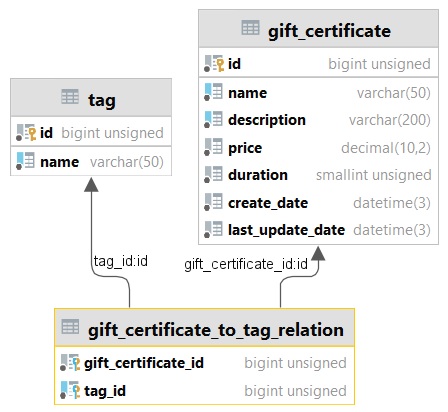 gift_certificate
id bigint unsigned
name varchar(50)
description varchar(200)
price decimal(10,2)
duration smallint unsigned
create_date datetime(3)
last_update_date datetime(3)
tag
id bigint unsigned
name varchar(50)
tag_id:id
gift_certificate_id:id
gift_certificate_to_tag_relation
gift_certificate_id bigint unsigned
tag_id bigint unsigned